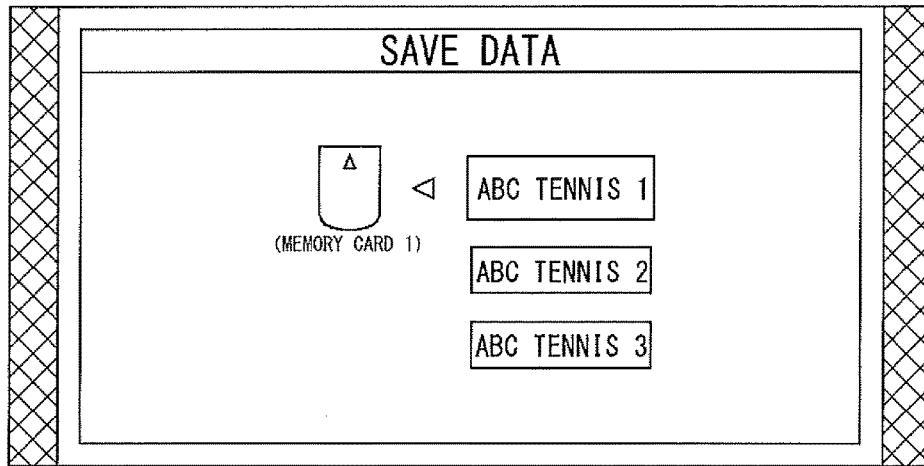 SAVE DATA
ABC TENNIS 1
(MEMORY CARD 1)
ABC TENNIS 2
ABC TENNIS 3